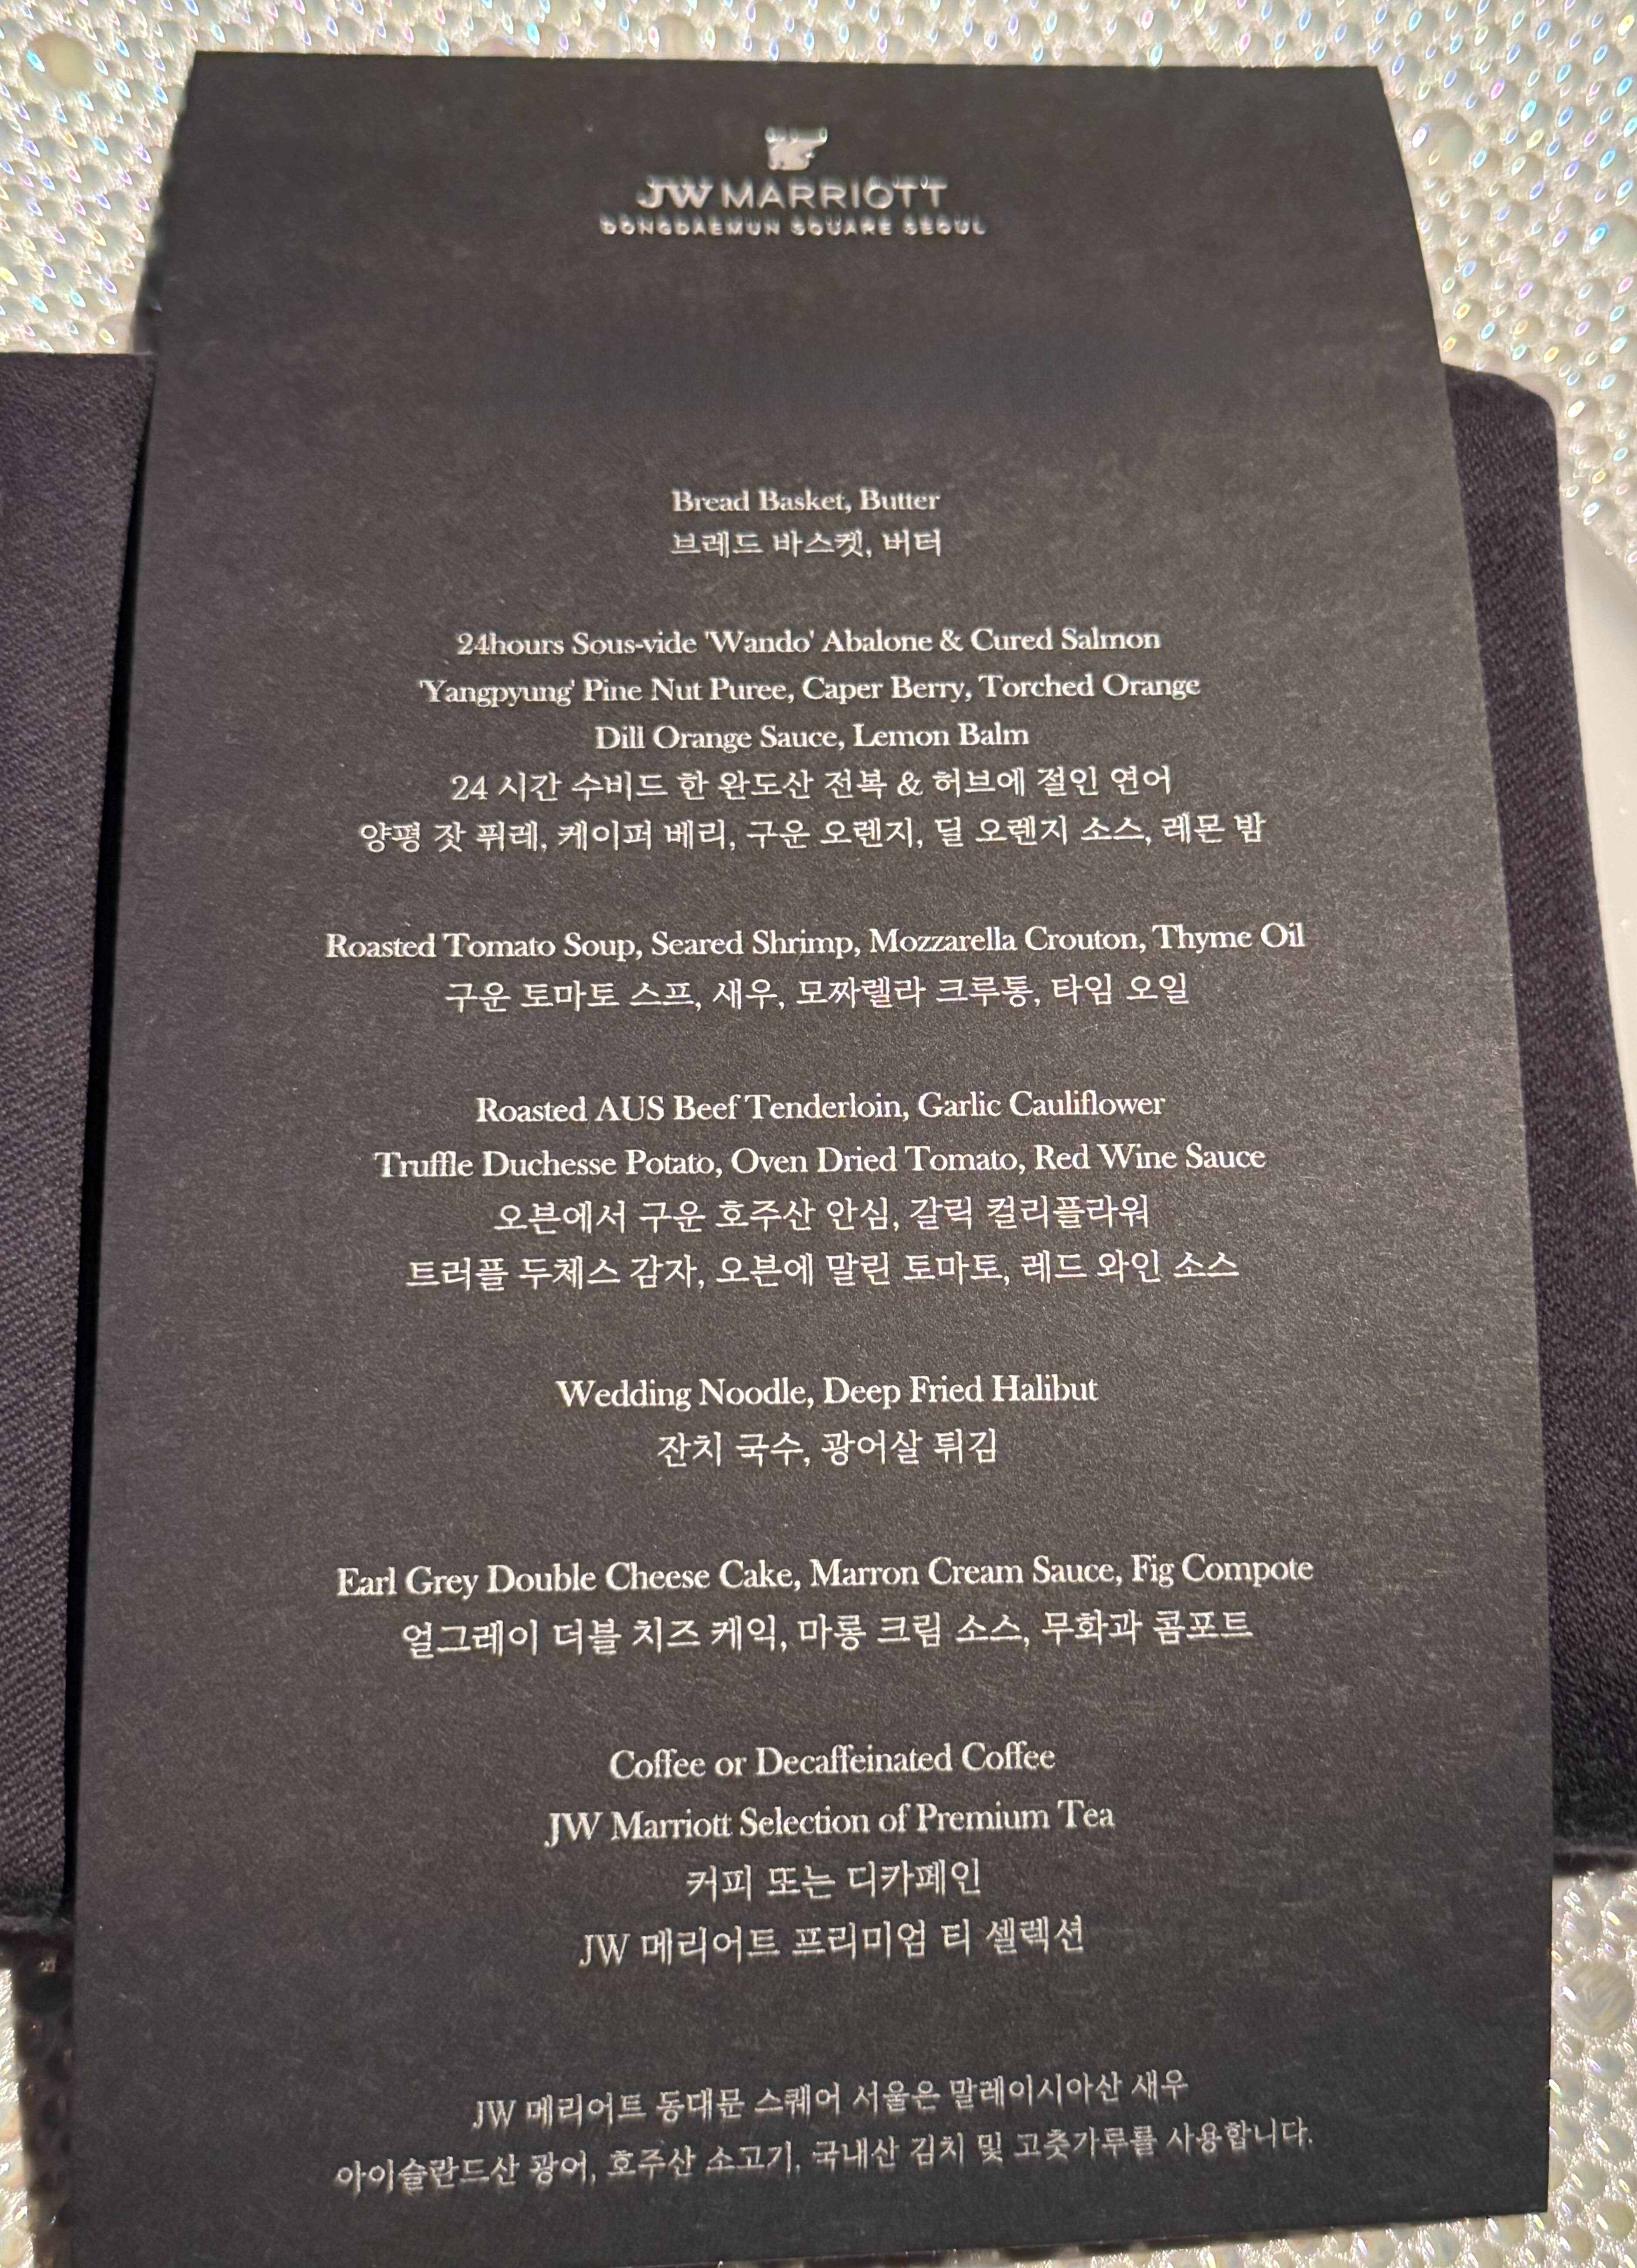 JW MARRIOTT
DONGDAEMUN SQUARE SEOUL
Bread Basket, Butter
브레드 바스켓, 버터
24hours Sous-vide 'Wando' Abalone & Cured Salmon
'Yangpyung' Pine Nut Puree, Caper Berry, Torched Orange
Dill Orange Sauce, Lemon Balm
24 시간 수비드 한 완도산 전복 & 허브에 절인 연어
양평 잣 퓌레, 케이퍼 베리, 구운 오렌지, 딜 오렌지 소스, 레몬 밤
Roasted Tomato Soup, Seared Shrimp, Mozzarella Crouton, Thyme Oil
구운 토마토 스프, 새우, 모짜렐라 크루통, 타임 오일
Roasted AUS Beef Tenderloin, Garlic Cauliflower
Truffle Duchesse Potato, Oven Dried Tomato, Red Wine Sauce
오븐에서 구운 호주산 안심, 갈릭 컬리플라워
트러플 두체스 감자, 오븐에 말린 토마토, 레드 와인 소스
Wedding Noodle, Deep Fried Halibut
잔치 국수, 광어살 튀김
Earl Grey Double Cheese Cake, Marron Cream Sauce, Fig Compote
얼그레이 더블 치즈 케익, 마롱 크림 소스, 무화과 콤포트
Coffee or Decaffeinated Coffee
JW Marriott Selection of Premium Tea
커피 또는 디카페인
JW 메리어트 프리미엄 티 셀렉션
JW 메리어트 동대문 스퀘어 서울은 말레이시아산 새우
아이슬란드산 광어, 호주산 소고기, 국내산 김치 및 고춧가루를 사용합니다.